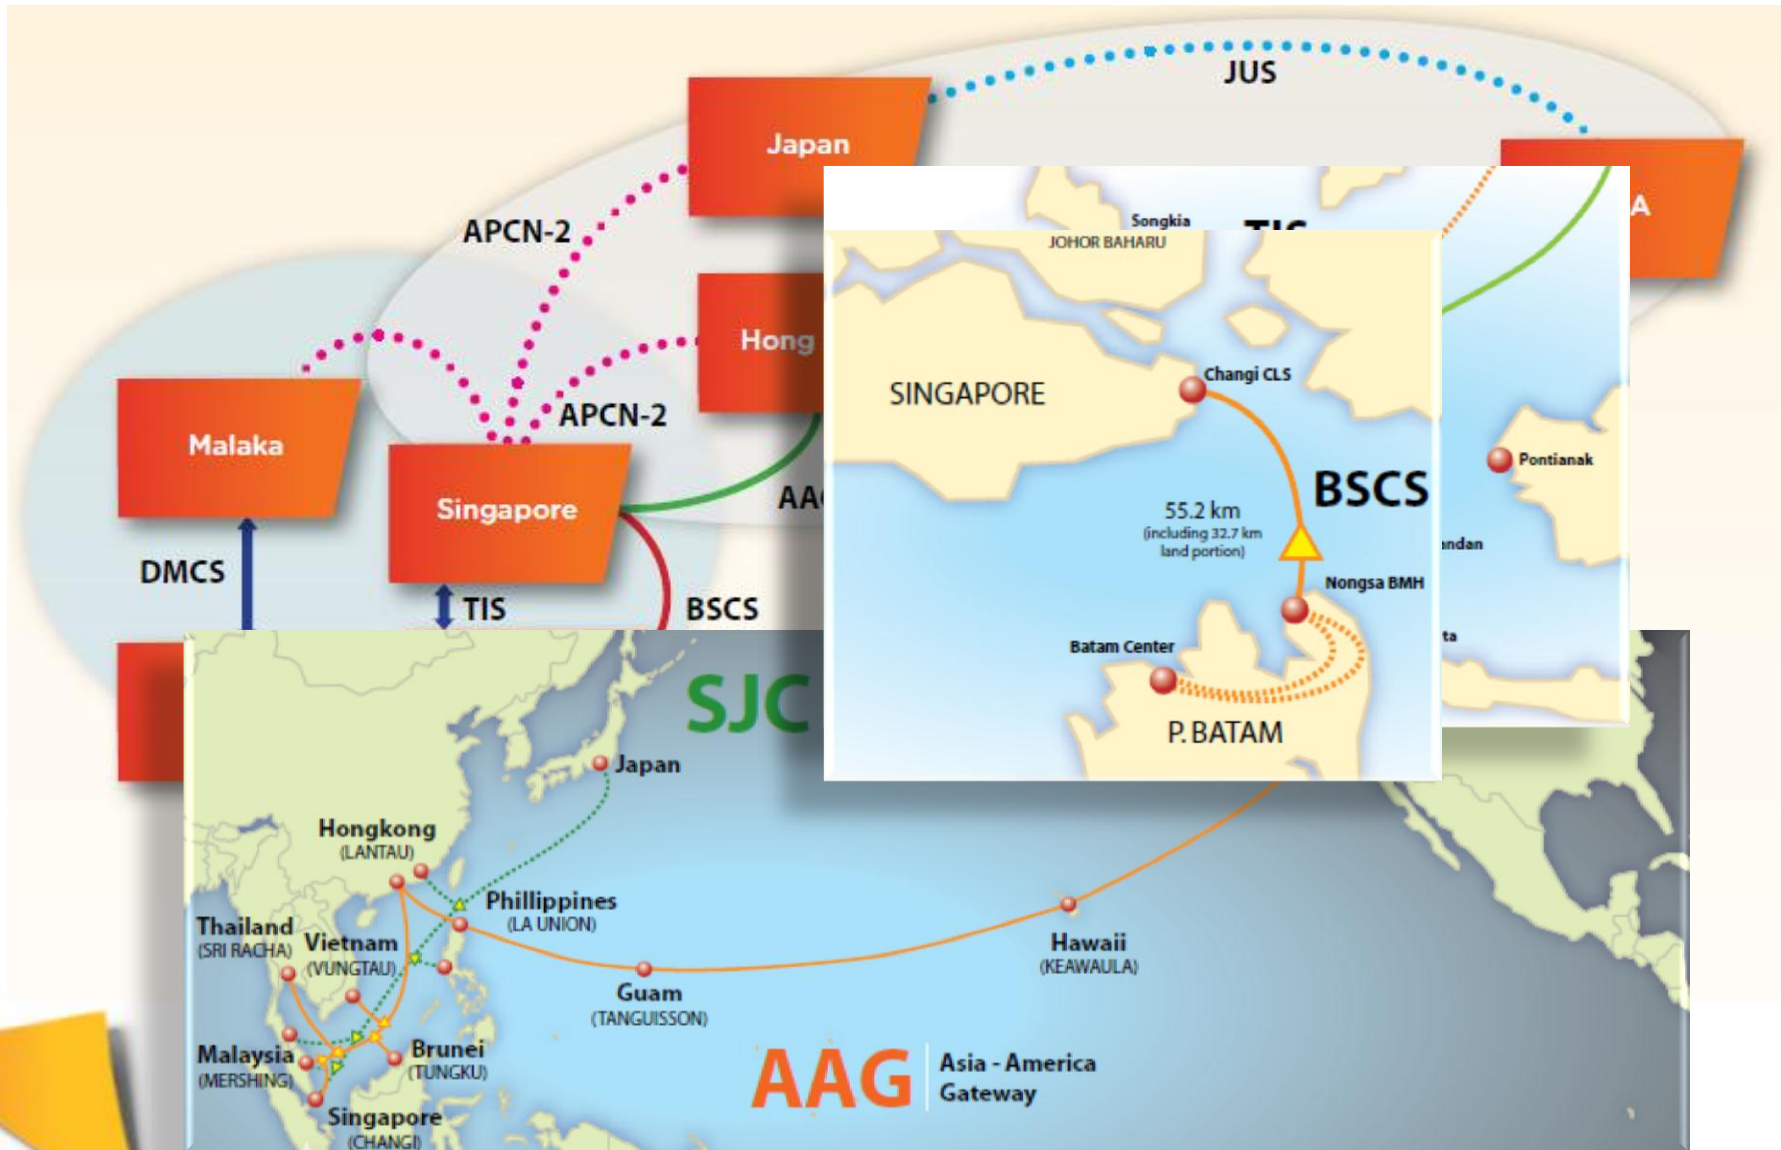 JUS
Japan
APCN-2
A
Songkia
TIS
JOHOR BAHARU
Hong
Changi CLS
SINGAPORE
APCN-2
Malaka
Pontianak
BSCS
Singapore
AA
55.2 km
(including 32.7 km
land portion)
andan
DMCS
Nongsa BMH
TIS
BSCS
Batam Center
ta
SJC
P. BATAM
Japan
Hongkong
(LANTAU)
Phillippines
(LA UNION)
Thailand
(SRI RACHA)
Vietnam
(VUNGTAU)
Hawaii
(KEAWAULA)
Guam
(TANGUISSON)
Malaysia
(MERSHING)
Brunei
(TUNGKU)
AAG
Asia - America
Gateway
Singapore
(CHANGI)